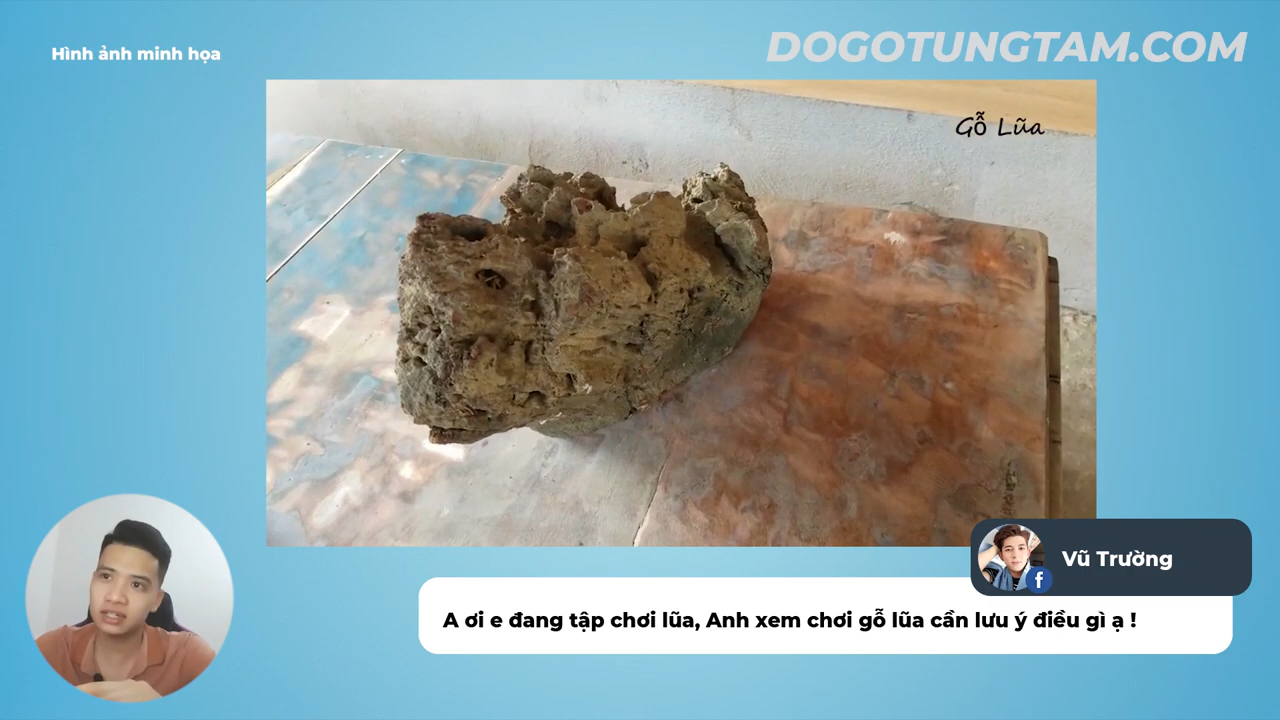 Hình ảnh minh họa
DOGOTUNGTAM.COM
Gỗ Lũa
Vũ Trường
A ơi e đang tập chơi lũa, Anh xem chơi gỗ lũa cần lưu ý điều gì ạ !